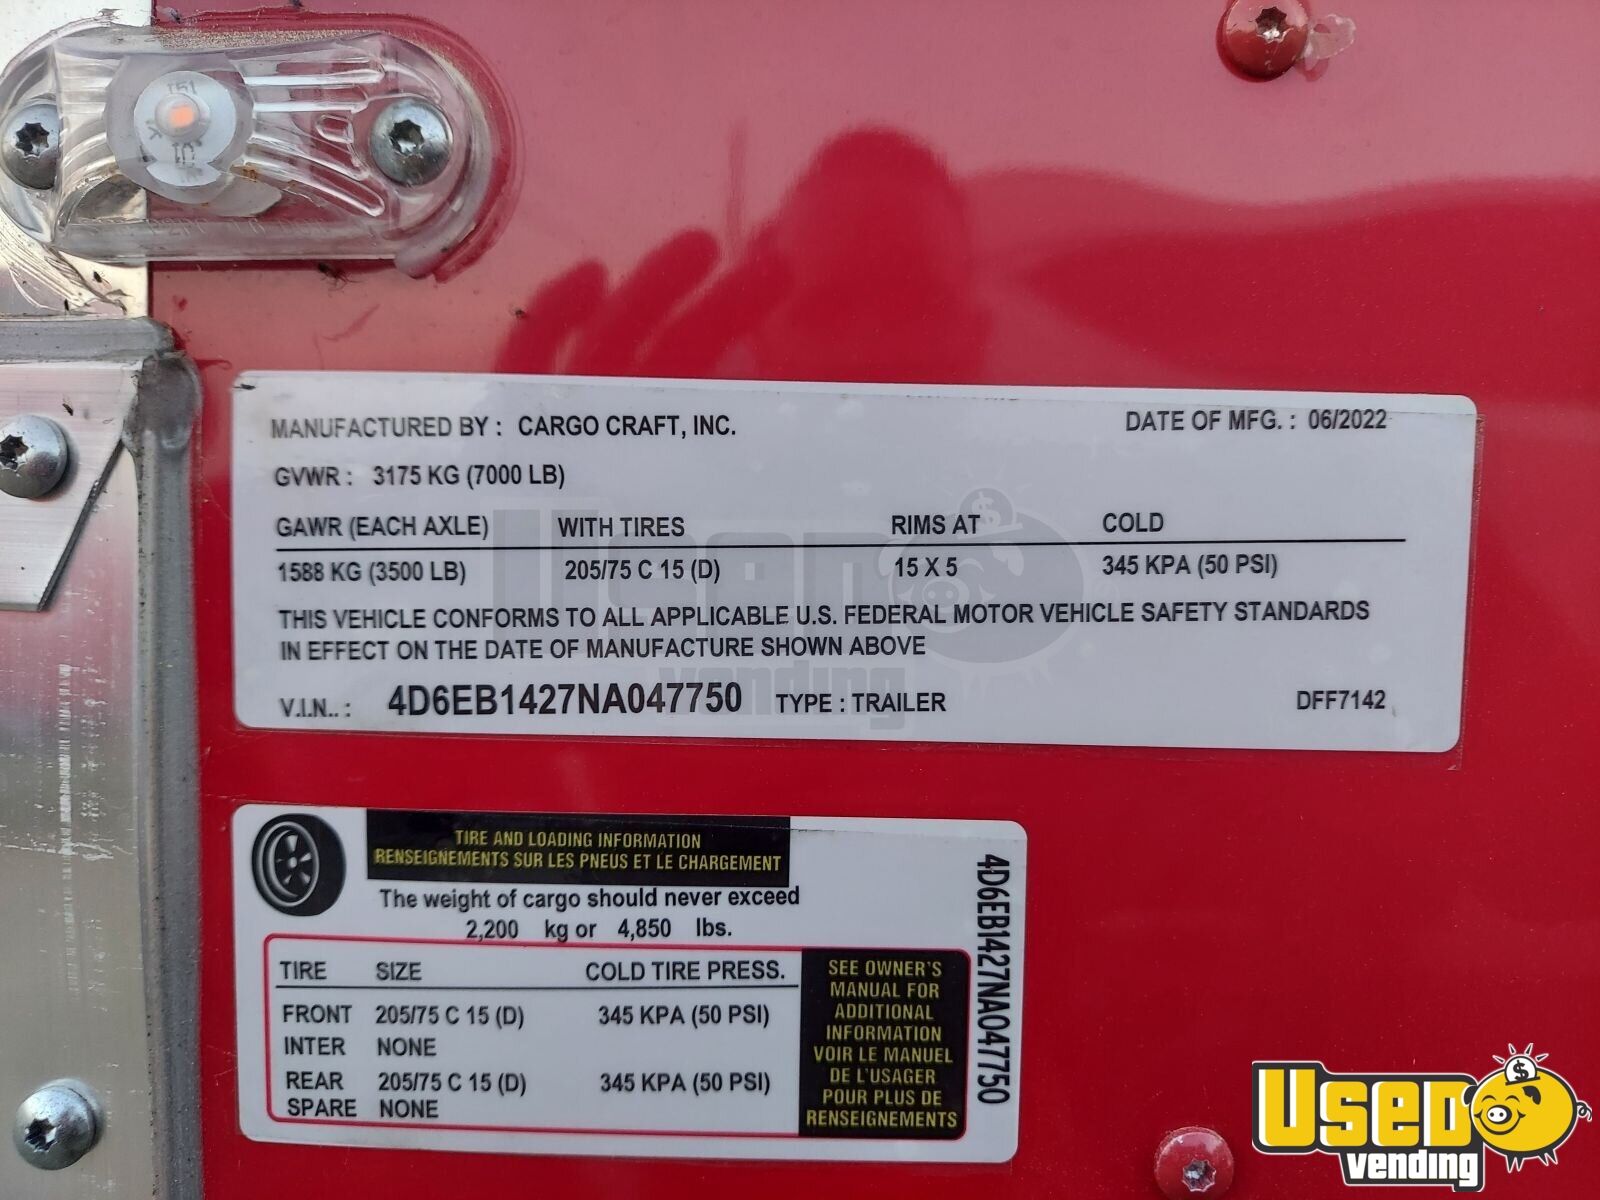 MANUFACTURED BY : CARGO CRAFT, INC. DATE OF MFG. : 06/2022
GVWR : 3175 KG (7000 LB)
GAWR (EACH AXLE) WITH TIRES RIMS AT COLD
1588 KG (3500 LB) 205/75 C 15 (D) 15 X 5 345 KPA (50 PSI)
THIS VEHICLE CONFORMS TO ALL APPLICABLE U.S. FEDERAL MOTOR VEHICLE SAFETY STANDARDS
IN EFFECT ON THE DATE OF MANUFACTURE SHOWN ABOVE
V.I.N.. : 4D6EB1427NA047750 TYPE : TRAILER DFF7142
TIRE AND LOADING INFORMATION
RENSEIGNEMENTS SUR LES PNEUS ET LE CHARGEMENT
The weight of cargo should never exceed
2,200 kg or 4,850 lbs.
TIRE SIZE COLD TIRE PRESS.
FRONT 205/75 C 15 (D) 345 KPA (50 PSI)
INTER NONE
REAR 205/75 C 15 (D) 345 KPA (50 PSI)
SPARE NONE
SEE OWNER'S
MANUAL FOR
ADDITIONAL
INFORMATION
VOIR LE MANUEL
DE L'USAGER
POUR PLUS DE
RENSEIGNEMENTS
4D6EB1427NA047750
Used
vending
Used
vending